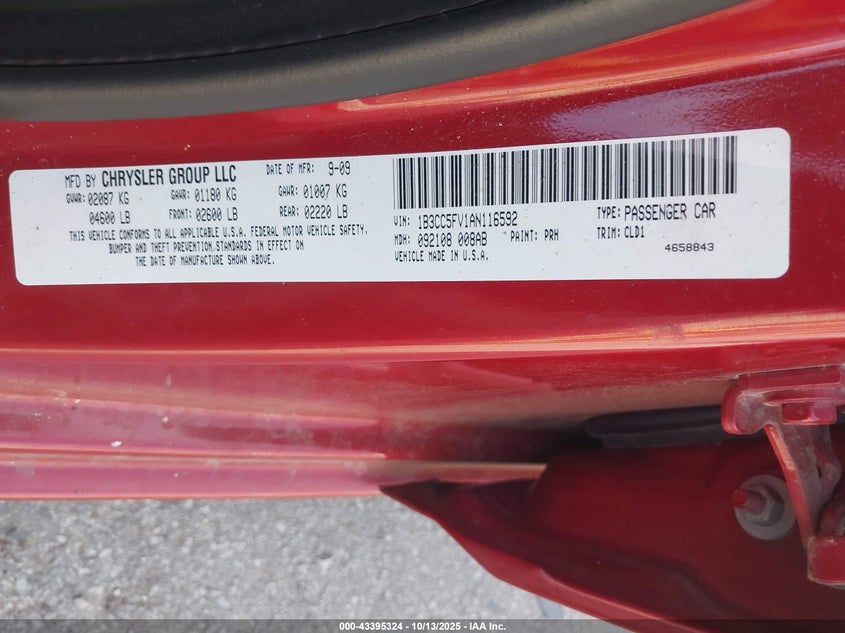 MFD BY CHRYSLER GROUP LLC DATE OF MFR: 9-09
GVWR: 02087 KG GAWR: 01180 KG GAWR: 01007 KG
04600 LB FRONT: 02600 LB REAR: 02220 LB
THIS VEHICLE CONFORMS TO ALL APPLICABLE U.S.A. FEDERAL MOTOR VEHICLE SAFETY,
BUMPER AND THEFT PREVENTION STANDARDS IN EFFECT ON
THE DATE OF MANUFACTURE SHOWN ABOVE.
VIN: 1B3CC5FV1AN116592 TYPE: PASSENGER CAR
MDH: 092108 008AB PAINT: PRH TRIM: CLD1
VEHICLE MADE IN U.S.A. 4658843
000-43395324 | 10/13/2025 - IAA Inc.